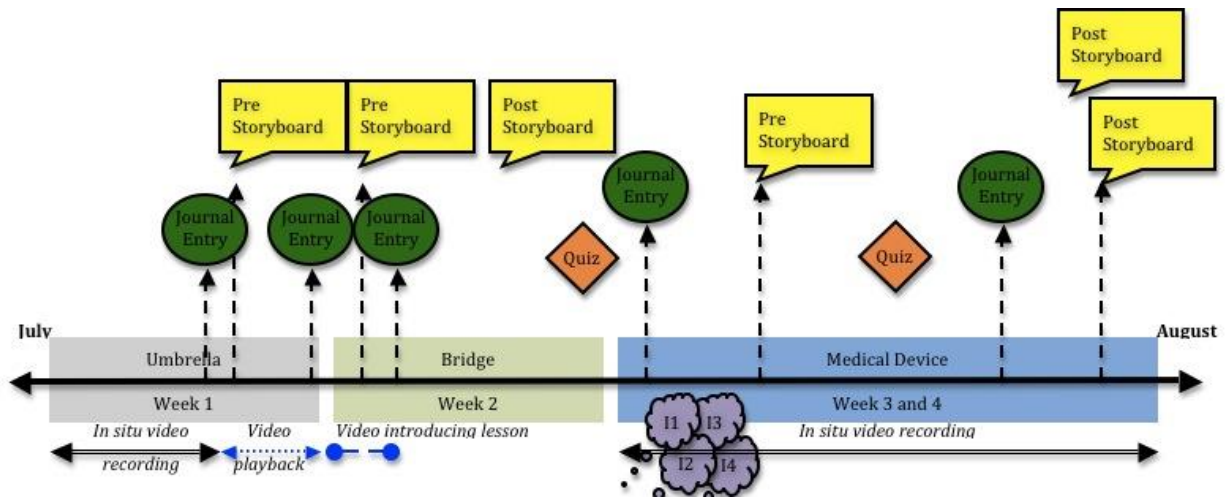 Post
Storyboard
Pre
Storyboard
Pre
Storyboard
Post
Storyboard
Pre
Storyboard
Post
Storyboard
Journal
Entry
Journal
Entry
Journal
Entry
Journal
Entry
Journal
Entry
Quiz
Quiz
July
August
Umbrella
Bridge
Medical Device
Week 1
Week 2
Week 3 and 4
In situ video
recording
Video
playback
Video introducing lesson
In situ video recording
I1
I3
I2
I4